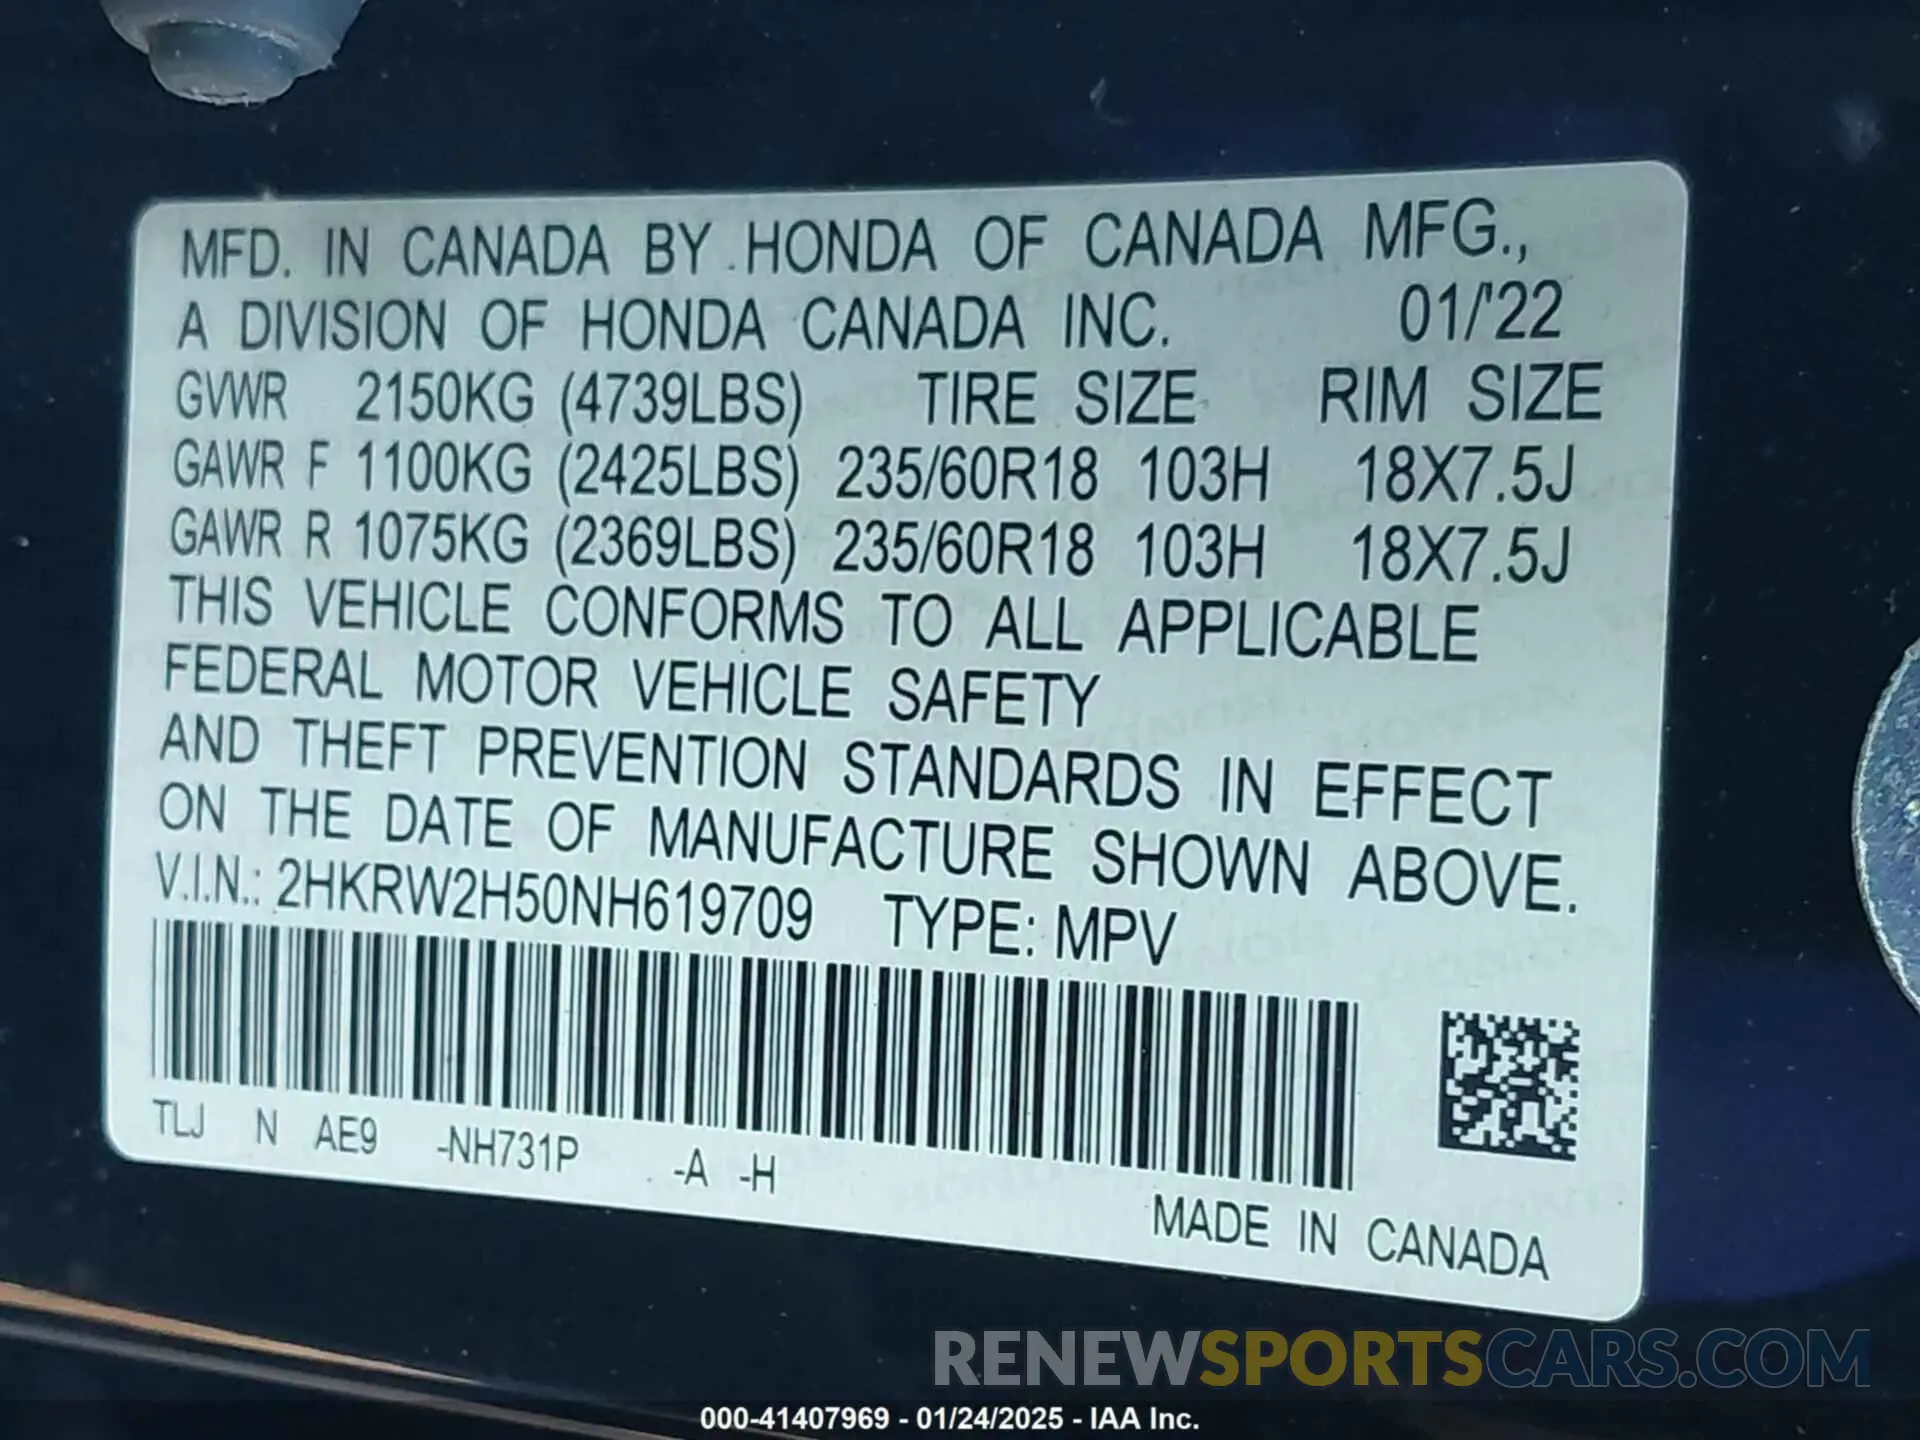 MFD. IN CANADA BY HONDA OF CANADA MFG.,
A DIVISION OF HONDA CANADA INC. 01/'22
GVWR 2150KG (4739LBS) TIRE SIZE RIM SIZE
GAWR F 1100KG (2425LBS) 235/60R18 103H 18X7.5J
GAWR R 1075KG (2369LBS) 235/60R18 103H 18X7.5J
THIS VEHICLE CONFORMS TO ALL APPLICABLE
FEDERAL MOTOR VEHICLE SAFETY
AND THEFT PREVENTION STANDARDS IN EFFECT
ON THE DATE OF MANUFACTURE SHOWN ABOVE.
V.I.N.: 2HKRW2H50NH619709 TYPE: MPV
TLJ N AE9 -NH731P -A -H
MADE IN CANADA
RENEWSPORTSCARS.COM
000-41407969 - 01/24/2025 - IAA Inc.